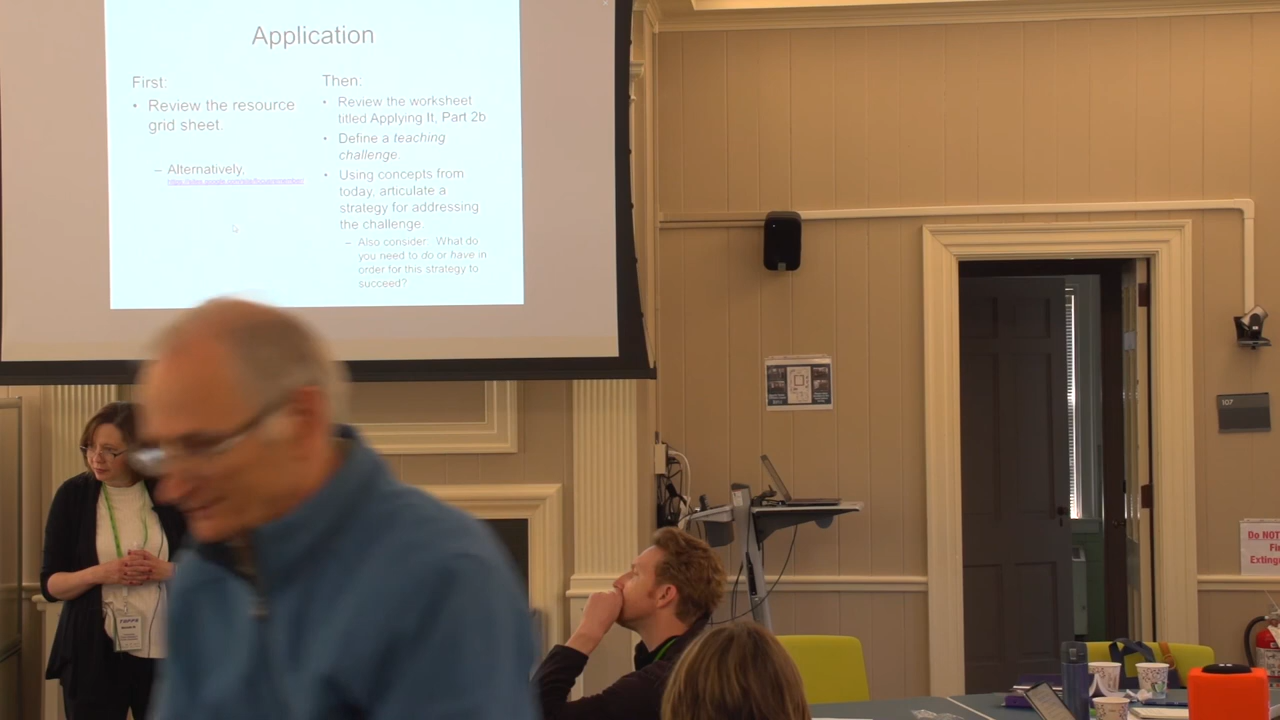 Application
First:
• Review the resource
grid sheet.
– Alternatively,
Then:
• Review the worksheet
titled Applying It, Part 2b
• Define a teaching
challenge.
• Using concepts from
today, articulate a
strategy for addressing
the challenge.
– Also consider: What do
you need to do or have in
order for this strategy to
succeed?
107
Do NOT
Fi
Exting